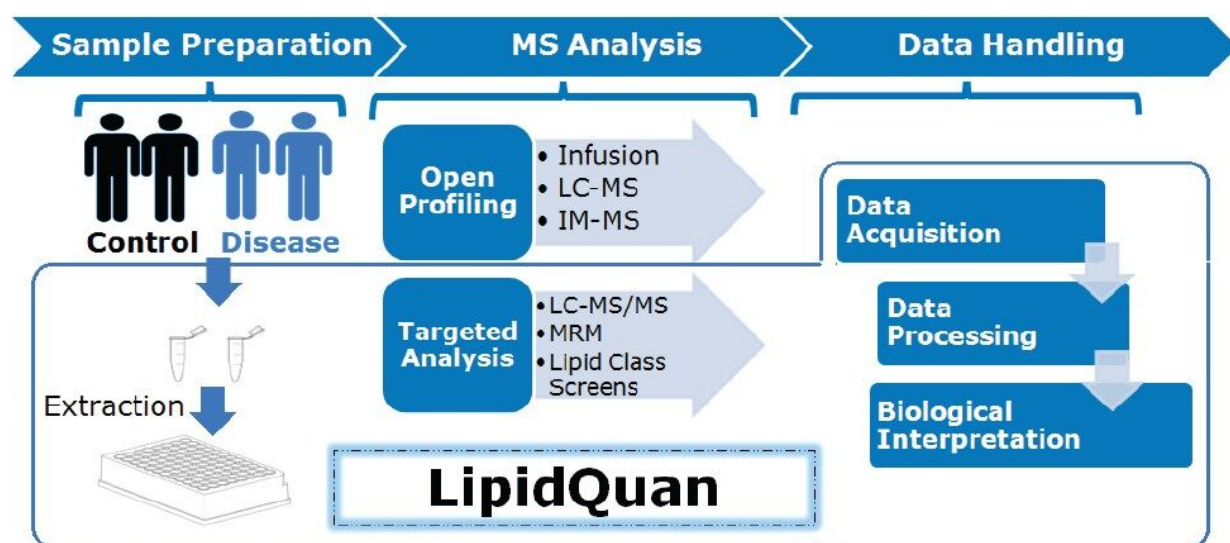 Sample Preparation
MS Analysis
Data Handling
Control Disease
Extraction
Open
Profiling
• Infusion
• LC-MS
• IM-MS
Targeted
Analysis
• LC-MS/MS
• MRM
• Lipid Class
Screens
LipidQuan
Data
Acquisition
Data
Processing
Biological
Interpretation